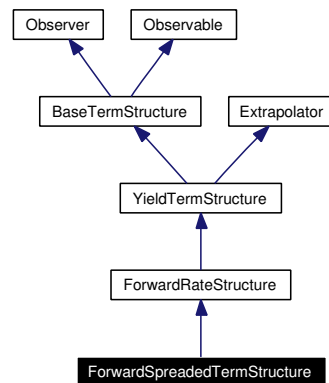 Observer
Observable
BaseTermStructure
Extrapolator
YieldTermStructure
ForwardRateStructure
ForwardSpreadedTermStructure